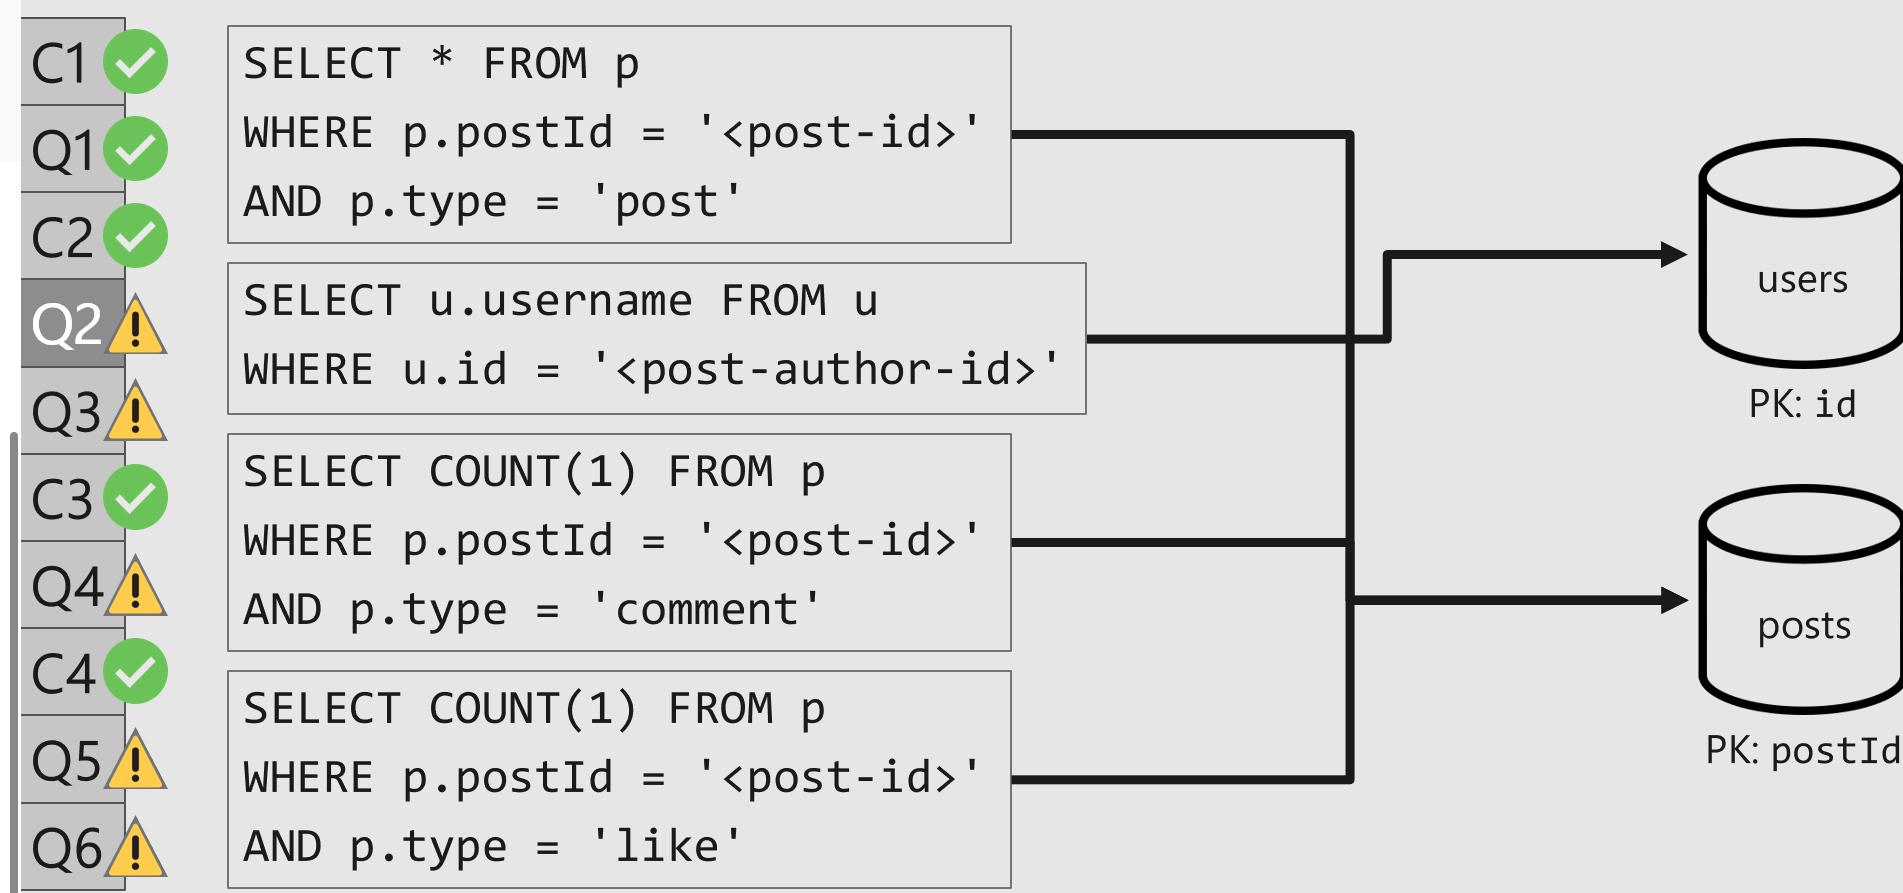 C1
Q1
C2
Q2
Q3
C3
Q4
C4
Q5
Q6
SELECT * FROM p
WHERE p.postId = '<post-id>'
AND p.type = 'post'
SELECT u.username FROM u
WHERE u.id = '<post-author-id>'
SELECT COUNT(1) FROM p
WHERE p.postId = '<post-id>'
AND p.type = 'comment'
SELECT COUNT(1) FROM p
WHERE p.postId = '<post-id>'
AND p.type = 'like'
users
PK: id
posts
PK: postId